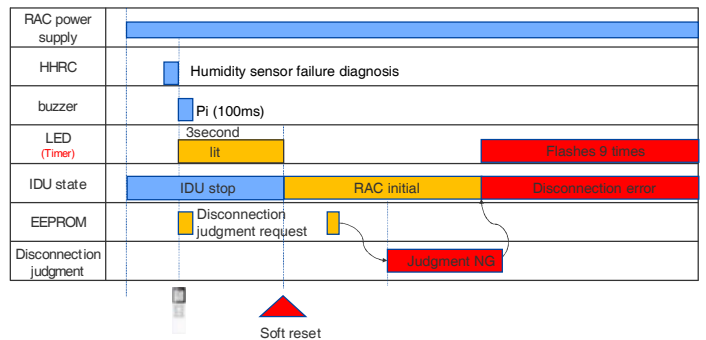 RAC power
supply
HHRC
Humidity sensor failure diagnosis
buzzer
Pi (100ms)
LED
(Timer)
3second
lit
Flashes 9 times
IDU state
IDU stop
RAC initial
Disconnection error
EEPROM
Disconnection
judgment request
Disconnection
judgment
Judgment NG
Soft reset